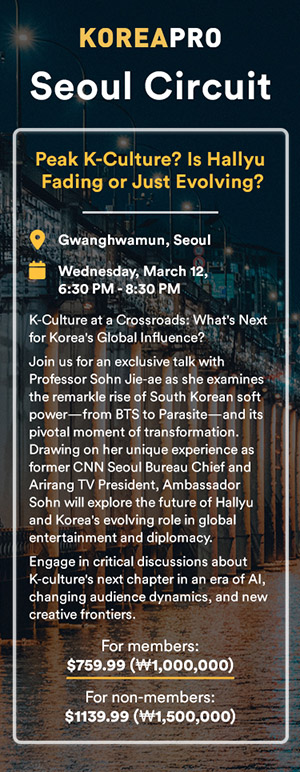 KOREAPRO
Seoul Circuit
Peak K-Culture? Is Hallyu
Fading or Just Evolving?
Gwanghwamun, Seoul
Wednesday, March 12,
6:30 PM - 8:30 PM
K-Culture at a Crossroads: What's Next
for Korea's Global Influence?
Join us for an exclusive talk with
Professor Sohn Jie-ae as she examines
the remarkle rise of South Korean soft
power—from BTS to Parasite—and its
pivotal moment of transformation.
Drawing on her unique experience as
former CNN Seoul Bureau Chief and
Arirang TV President, Ambassador
Sohn will explore the future of Hallyu
and Korea's evolving role in global
entertainment and diplomacy.
Engage in critical discussions about
K-culture's next chapter in an era of AI,
changing audience dynamics, and new
creative frontiers.
For members:
$759.99 (₩1,000,000)
For non-members:
$1139.99 (₩1,500,000)